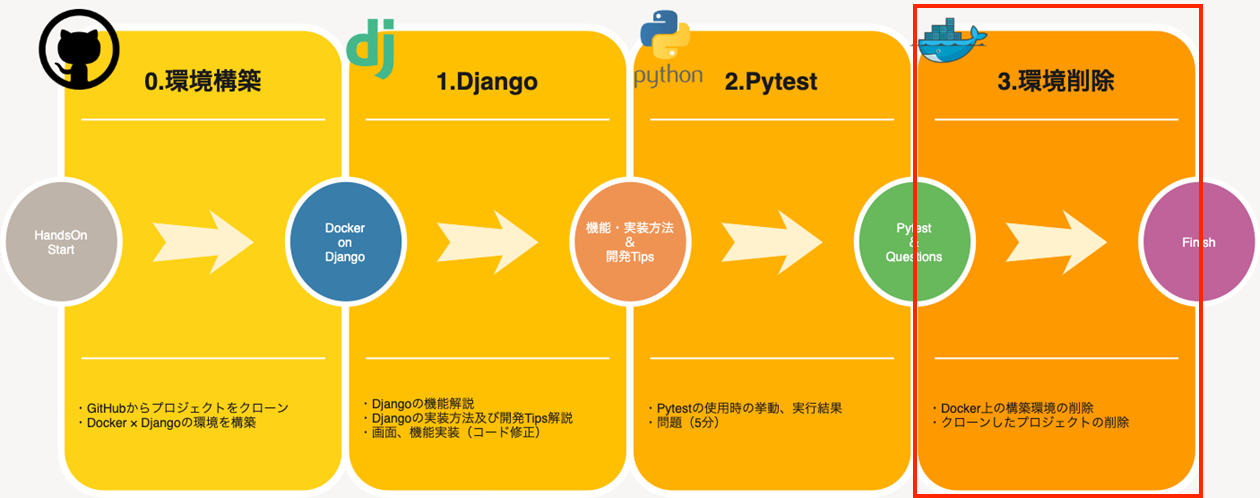 0.環境構築
1.Django
python
2.Pytest
3.環境削除
HandsOn
Start
Docker
on
Django
機能・実装方法
&
開発Tips
Pytest
&
Questions
Finish
・GitHubからプロジェクトをクローン
・Docker × Djangoの環境を構築
・Djangoの機能解説
・Djangoの実装方法及び開発Tips解説
・画面、機能実装（コード修正）
・Pytestの使用時の挙動、実行結果
・問題（5分）
・Docker上の構築環境の削除
・クローンしたプロジェクトの削除
dj